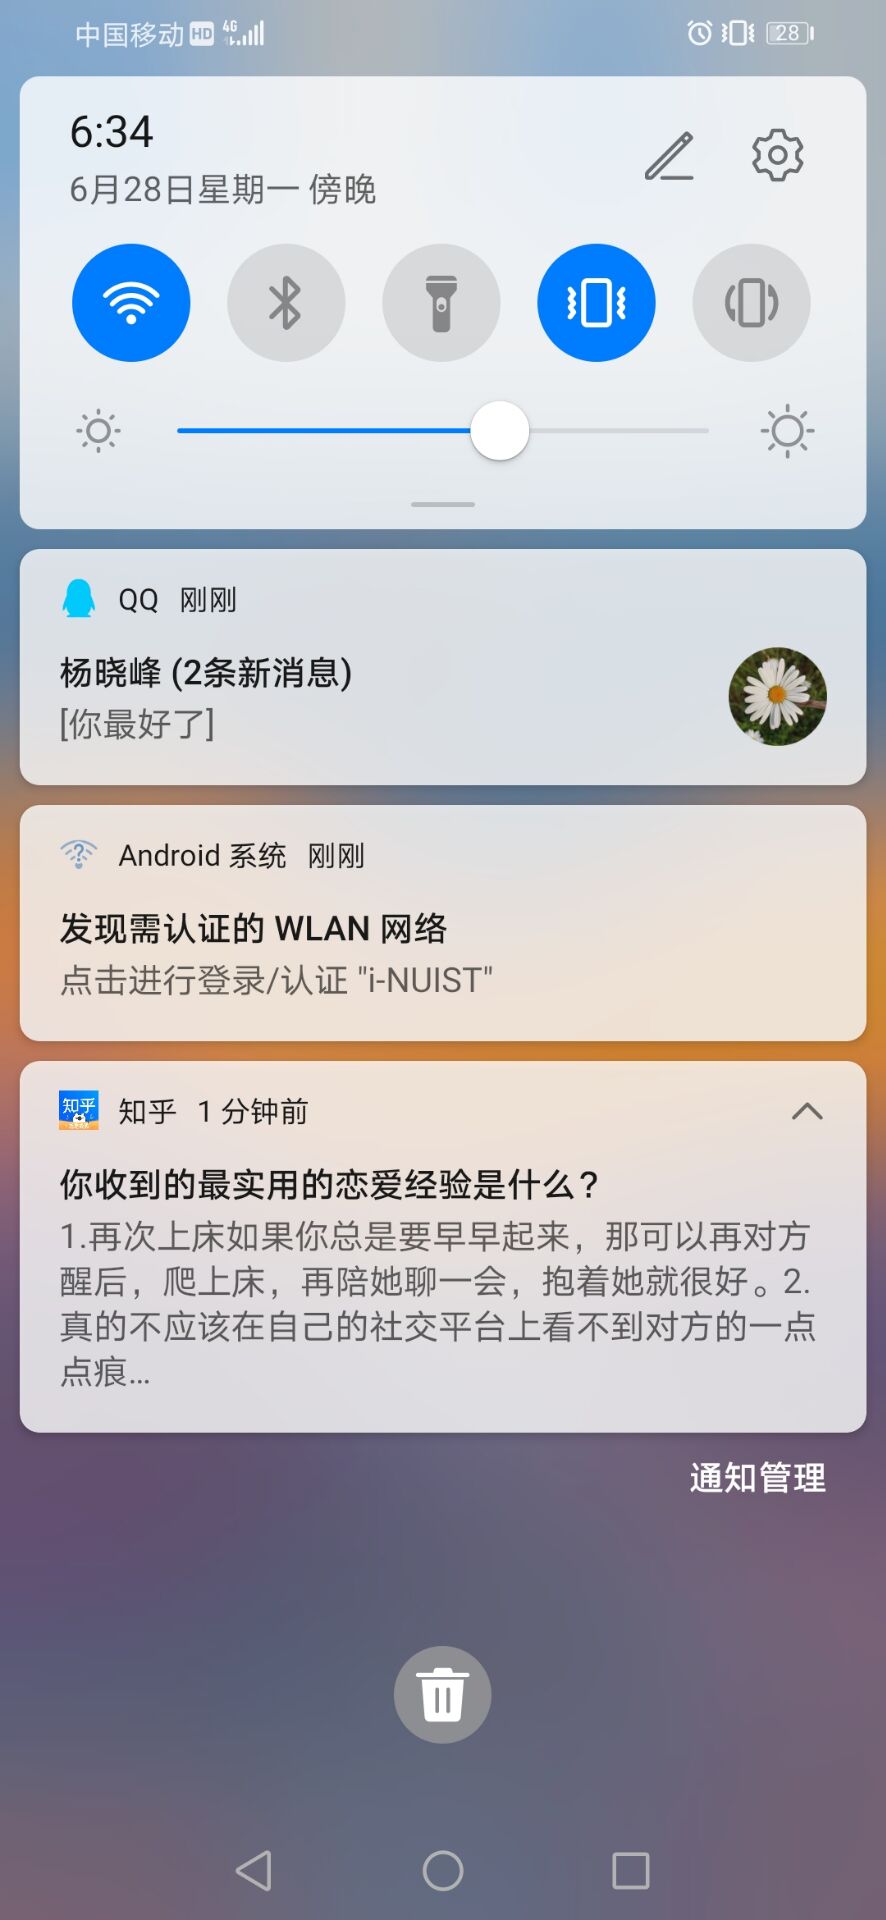 中国移动 HD 4G 28
6:34
6月28日星期一 傍晚
QQ 刚刚
杨晓峰 (2条新消息)
[你最好了]
Android 系统 刚刚
发现需认证的 WLAN 网络
点击进行登录/认证 "i-NUIST"
知乎 知乎 1 分钟前
你收到的最实用的恋爱经验是什么？
1.再次上床如果你总是要早早起来，那可以再对方
醒后，爬上床，再陪她聊一会，抱着她就很好。2.
真的不应该在自己的社交平台上看不到对方的一点
点痕...
通知管理